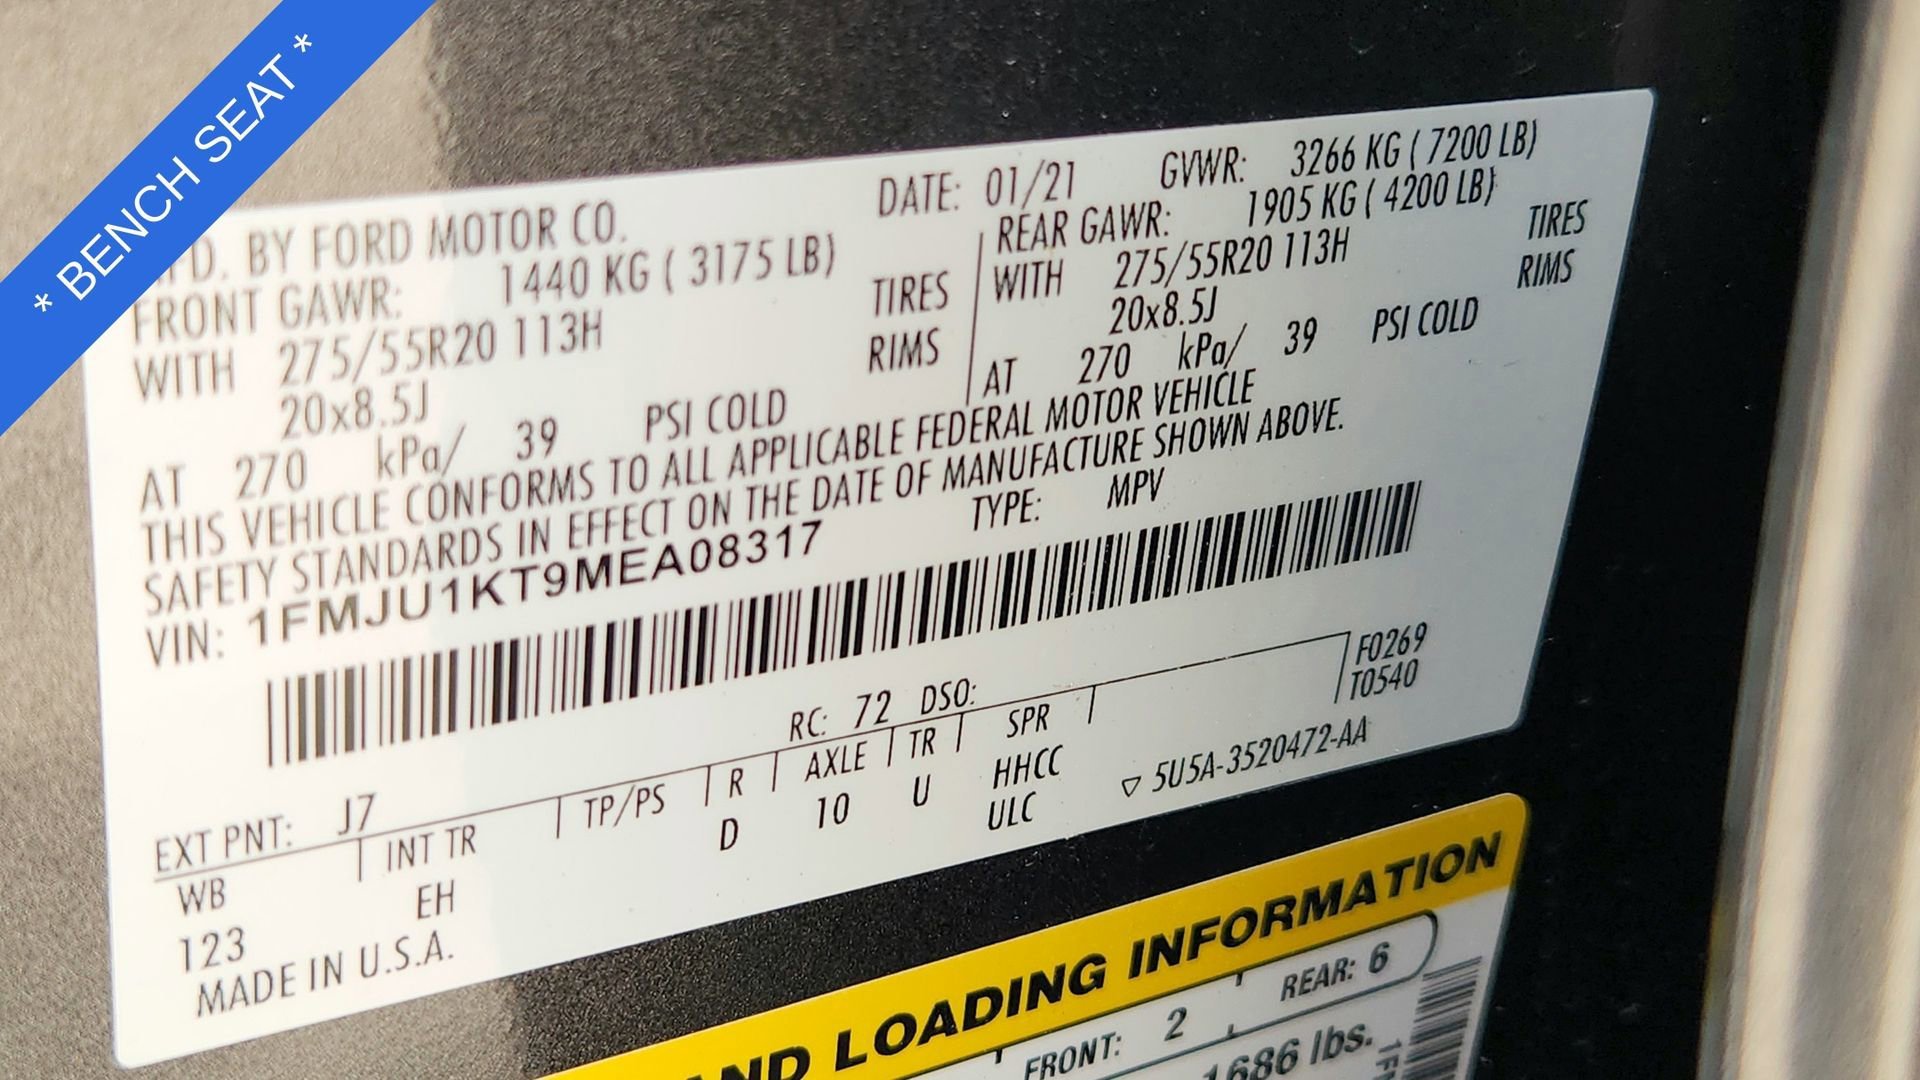 * BENCH SEAT *
BY FORD MOTOR CO. DATE: 01/21 GVWR: 3266 KG ( 7200 LB)
FRONT GAWR: 1440 KG ( 3175 LB)
WITH 275/55R20 113H TIRES
20x8.5J RIMS
AT 270 kPa/ 39 PSI COLD
REAR GAWR: 1905 KG ( 4200 LB)
WITH 275/55R20 113H TIRES
20x8.5J RIMS
AT 270 kPa/ 39 PSI COLD
THIS VEHICLE CONFORMS TO ALL APPLICABLE FEDERAL MOTOR VEHICLE
SAFETY STANDARDS IN EFFECT ON THE DATE OF MANUFACTURE SHOWN ABOVE.
VIN: 1FMJU1KT9MEA08317 TYPE: MPV
F0269
T0540
EXT PNT: J7 RC: 72 DSO:
WB INT TR TP/PS R AXLE TR SPR
123 EH D 10 U HHCC
ULC
MADE IN U.S.A. ▽ 5U5A-3520472-AA
LOADING INFORMATION
FRONT: 2 REAR: 6
1686 lbs.